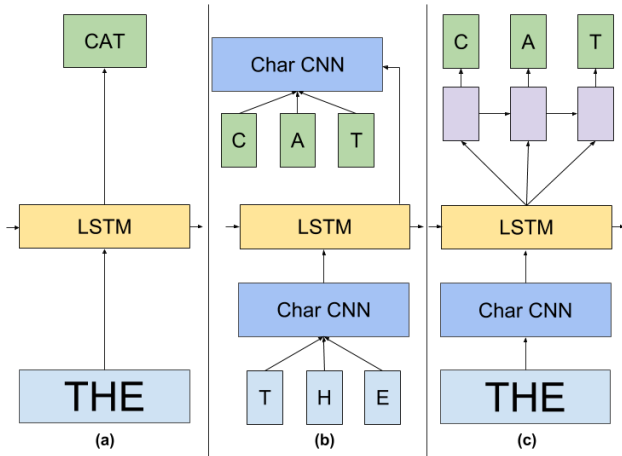 CAT
LSTM
THE
(a)
Char CNN
C A T
LSTM
Char CNN
T H E
(b)
C A T
LSTM
Char CNN
THE
(c)